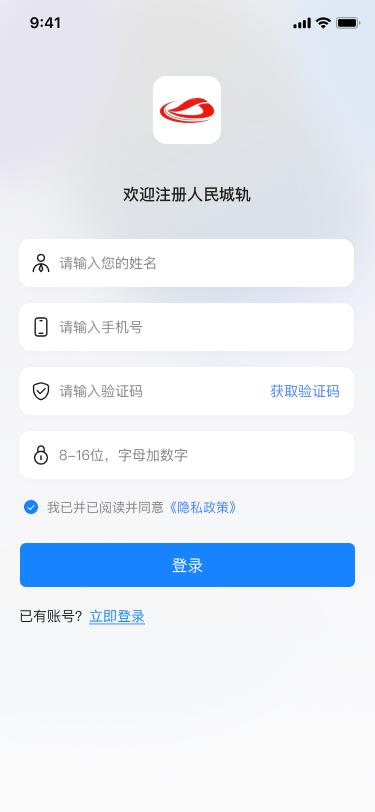 9:41
欢迎注册人民城轨
请输入您的姓名
请输入手机号
请输入验证码 获取验证码
8-16位，字母加数字
我已并已阅读并同意《隐私政策》
登录
已有账号？立即登录